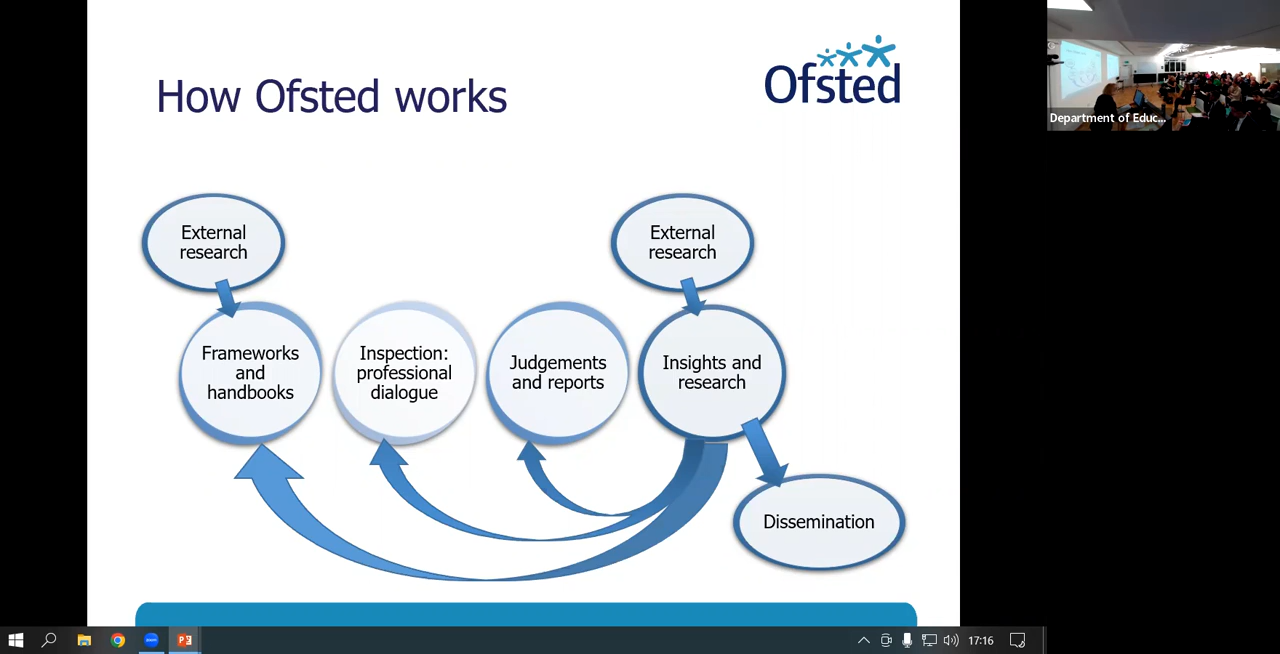 How Ofsted works
Ofsted
External
research
External
research
Frameworks
and
handbooks
Inspection:
professional
dialogue
Judgements
and reports
Insights and
research
Dissemination
Department of Educ...
17:16